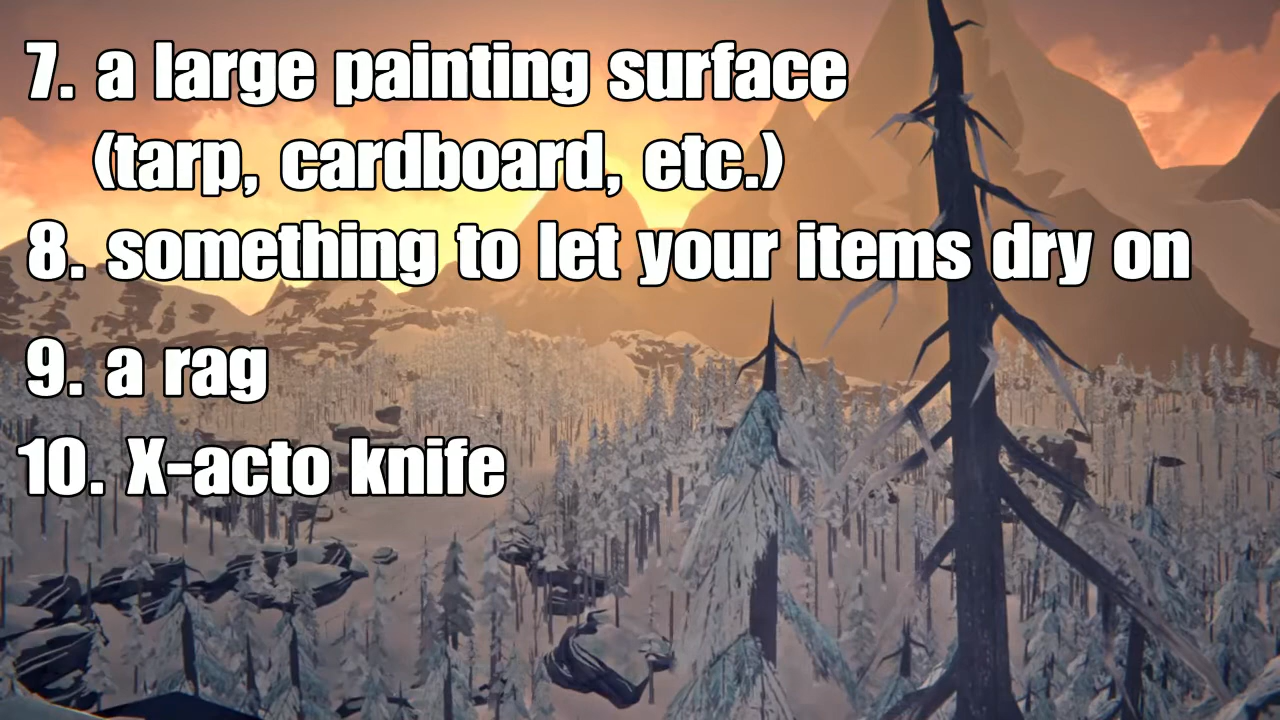 7. a large painting surface
(tarp, cardboard, etc.)
8. something to let your items dry on
9. a rag
10. X-acto knife